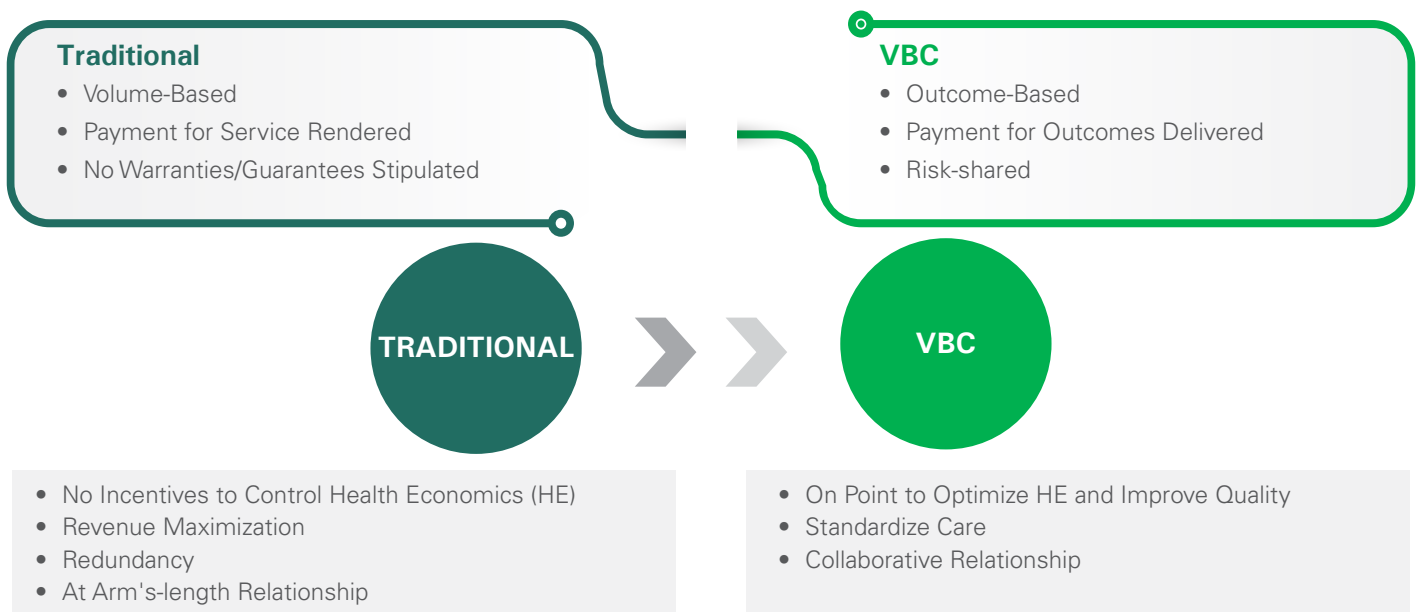 Traditional
• Volume-Based
• Payment for Service Rendered
• No Warranties/Guarantees Stipulated
VBC
• Outcome-Based
• Payment for Outcomes Delivered
• Risk-shared
TRADITIONAL
VBC
• No Incentives to Control Health Economics (HE)
• Revenue Maximization
• Redundancy
• At Arm's-length Relationship
• On Point to Optimize HE and Improve Quality
• Standardize Care
• Collaborative Relationship